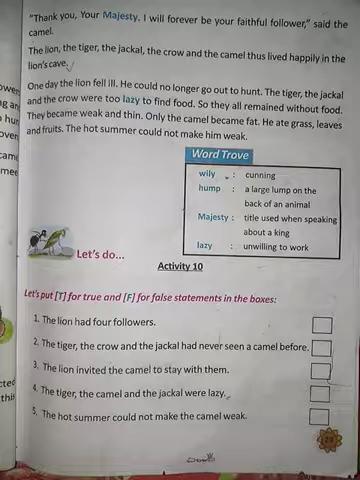 "Thank you, Your Majesty. I will forever be your faithful follower," said the
camel.
The lion, the tiger, the jackal, the crow and the camel thus lived happily in the
lion's cave.
One day the lion fell ill. He could no longer go out to hunt. The tiger, the jackal
and the crow were too lazy to find food. So they all remained without food.
They became weak and thin. Only the camel became fat. He ate grass, leaves
and fruits. The hot summer could not make him weak.
Word Trove
wily : cunning
hump : a large lump on the
back of an animal
Majesty : title used when speaking
about a king
lazy : unwilling to work
Let's do...
Activity 10
Let's put [T] for true and [F] for false statements in the boxes:
1. The lion had four followers.
2. The tiger, the crow and the jackal had never seen a camel before.
3. The lion invited the camel to stay with them.
4. The tiger, the camel and the jackal were lazy.
5. The hot summer could not make the camel weak.